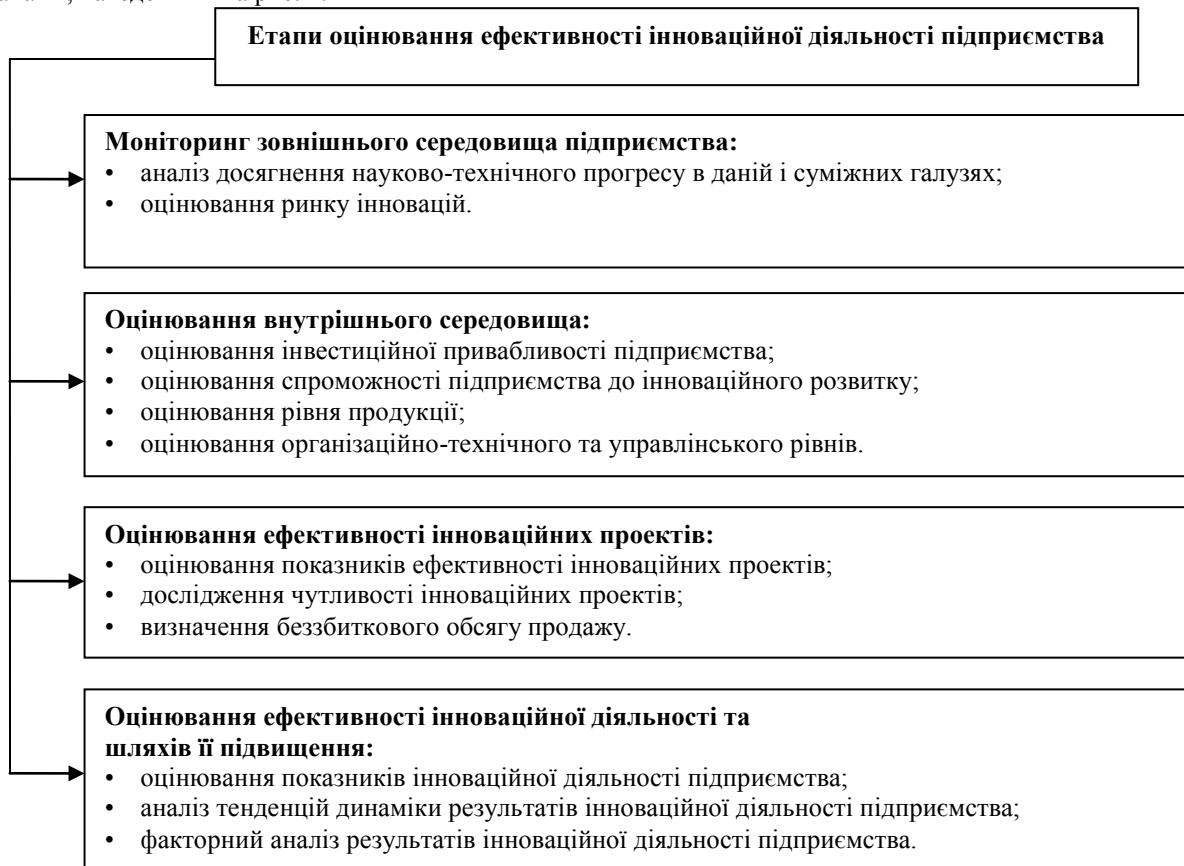 Етапи оцінювання ефективності інноваційної діяльності підприємства
Моніторинг зовнішнього середовища підприємства:
• аналіз досягнення науково-технічного прогресу в даній і суміжних галузях;
• оцінювання ринку інновацій.
Оцінювання внутрішнього середовища:
• оцінювання інвестиційної привабливості підприємства;
• оцінювання спроможності підприємства до інноваційного розвитку;
• оцінювання рівня продукції;
• оцінювання організаційно-технічного та управлінського рівнів.
Оцінювання ефективності інноваційних проектів:
• оцінювання показників ефективності інноваційних проектів;
• дослідження чутливості інноваційних проектів;
• визначення беззбиткового обсягу продажу.
Оцінювання ефективності інноваційної діяльності та
шляхів її підвищення:
• оцінювання показників інноваційної діяльності підприємства;
• аналіз тенденцій динаміки результатів інноваційної діяльності підприємства;
• факторний аналіз результатів інноваційної діяльності підприємства.